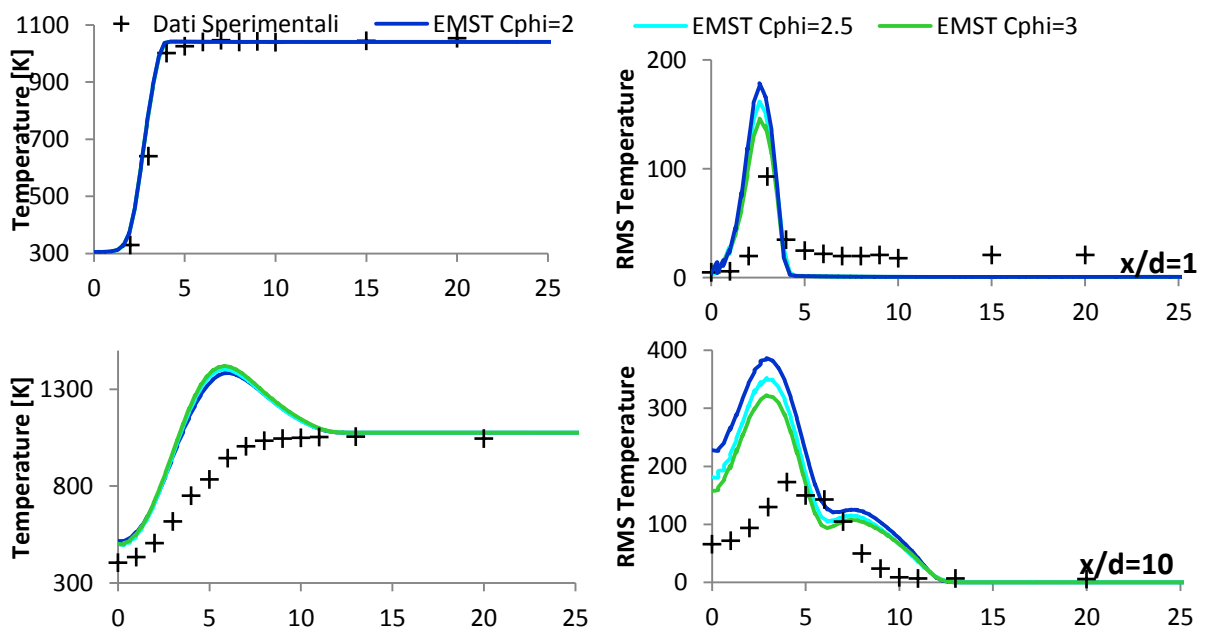 Dati Sperimentali EMST Cphi=2 EMST Cphi=2.5 EMST Cphi=3
Temperature [K]
1100
900
700
500
300
0 5 10 15 20 25
RMS Temperature
200
100
0
x/d=1
0 5 10 15 20 25
Temperature [K]
1300
800
300
0 5 10 15 20 25
RMS Temperature
400
300
200
100
0
x/d=10
0 5 10 15 20 25